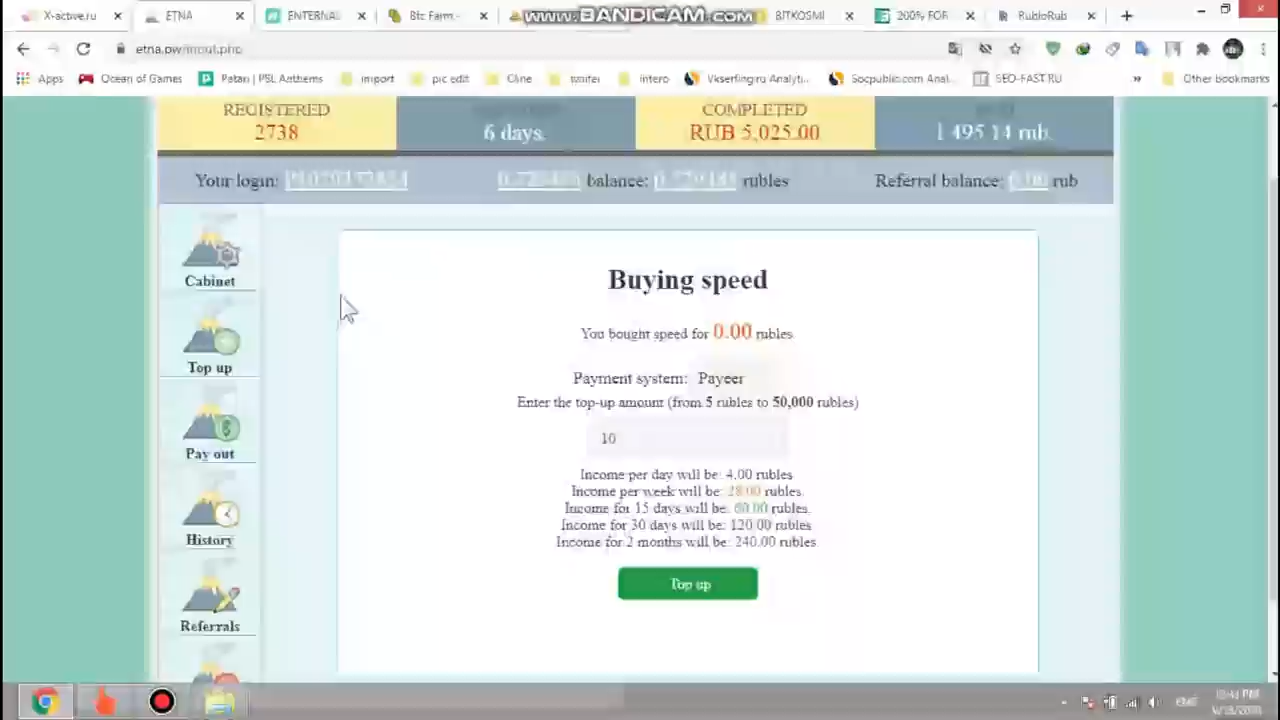 X-active.ru ETNA ENTERNAL Btc Farm - www.BANDICAM.com BITKOSMI 200% FOR RubloRub
etna.pw/input.php
Apps Ocean of Games Patari | PSL Anthems import pic edit Cline twiter intero Vkserfing.ru Analyti... Socpublic.com Anal... SEO-FAST.RU » Other bookmarks
REGISTERED COMPLETED
2738 6 days. RUB 5,025.00 1 495 14 rub.
Your login: balance: rubles Referral balance: rub
Cabinet
Top up
Pay out
History
Referrals
Buying speed
You bought speed for 0.00 rubles
Payment system: Payeer
Enter the top-up amount (from 5 rubles to 50,000 rubles)
10
Income per day will be: 4.00 rubles
Income per week will be: 28.00 rubles.
Income for 15 days will be: 60.00 rubles.
Income for 30 days will be: 120.00 rubles
Income for 2 months will be: 240.00 rubles
Top up